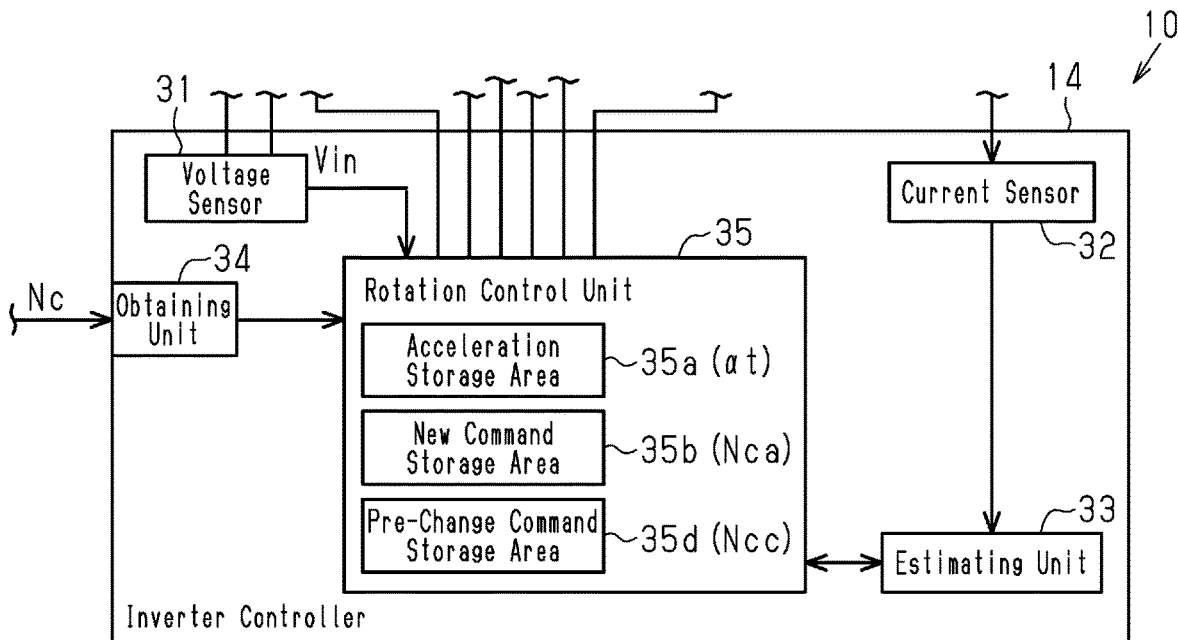 10
14
31
Voltage
Sensor
Vin
Current Sensor
32
34
Nc
Obtaining
Unit
35
Rotation Control Unit
Acceleration
Storage Area
35a (αt)
New Command
Storage Area
35b (Nca)
Pre-Change Command
Storage Area
35d (Ncc)
33
Estimating Unit
Inverter Controller